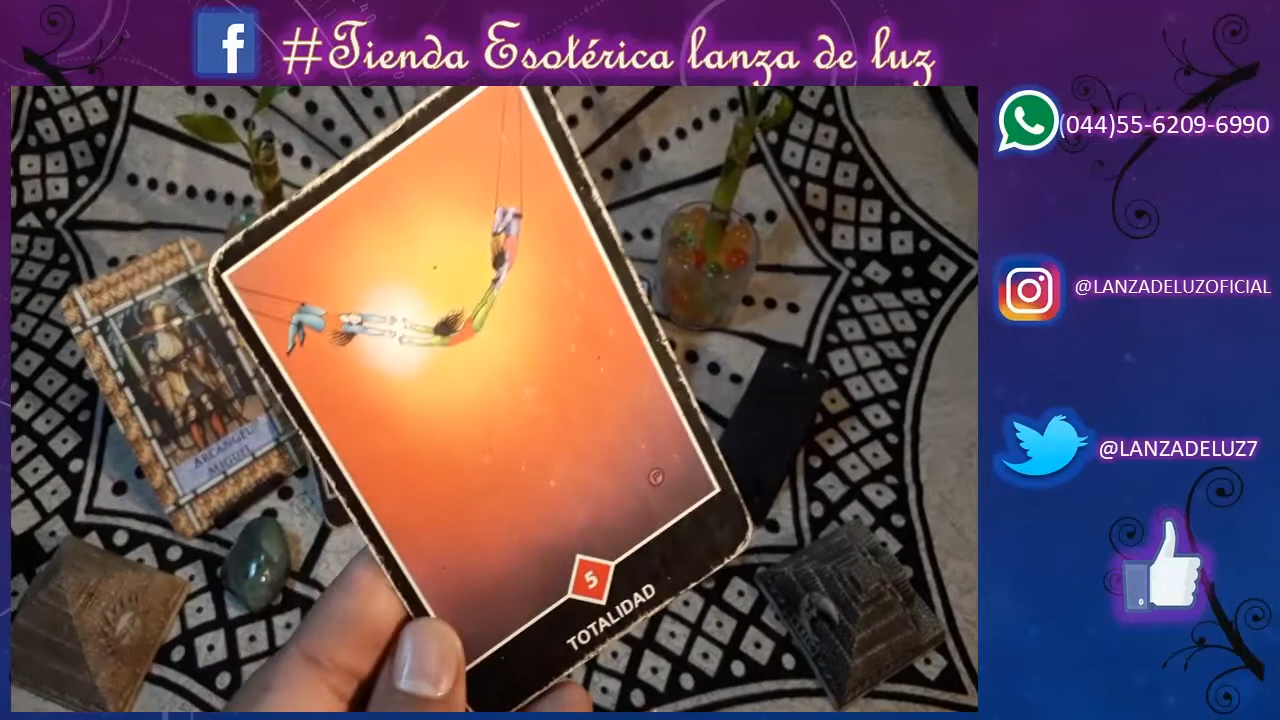 #Tienda Esotérica lanza de luz
(044)55-6209-6990
@LANZADELUZOFICIAL
@LANZADELUZ7
ARCANGEL
MIGUEL
5
TOTALIDAD